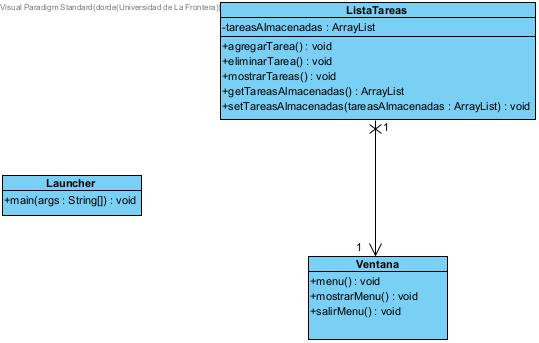 Visual Paradigm Standard(dorde(Universidad de La Frontera))
ListaTareas
-tareasAlmacenadas : ArrayList
+agregarTarea() : void
+eliminarTarea() : void
+mostrarTareas() : void
+getTareasAlmacenadas() : ArrayList
+setTareasAlmacenadas(tareasAlmacenadas : ArrayList) : void
1
Launcher
+main(args : String[]) : void
1
Ventana
+menu() : void
+mostrarMenu() : void
+salirMenu() : void